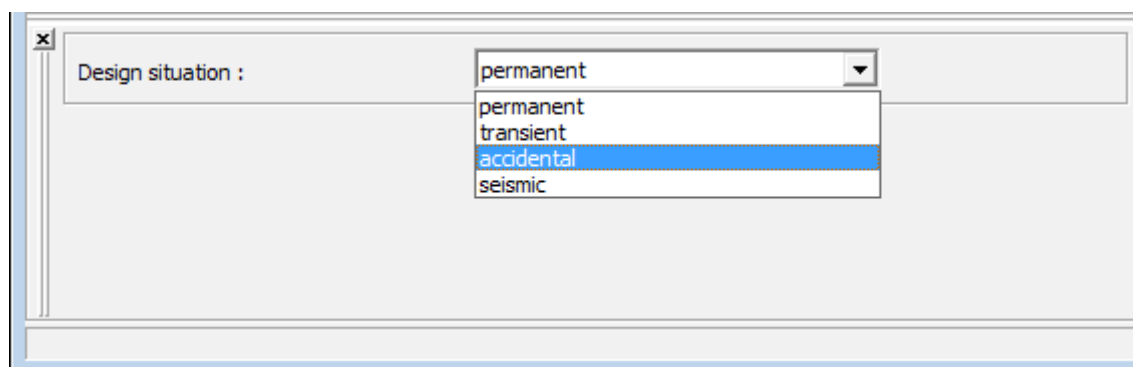 Design situation : permanent
permanent
transient
accidental
seismic